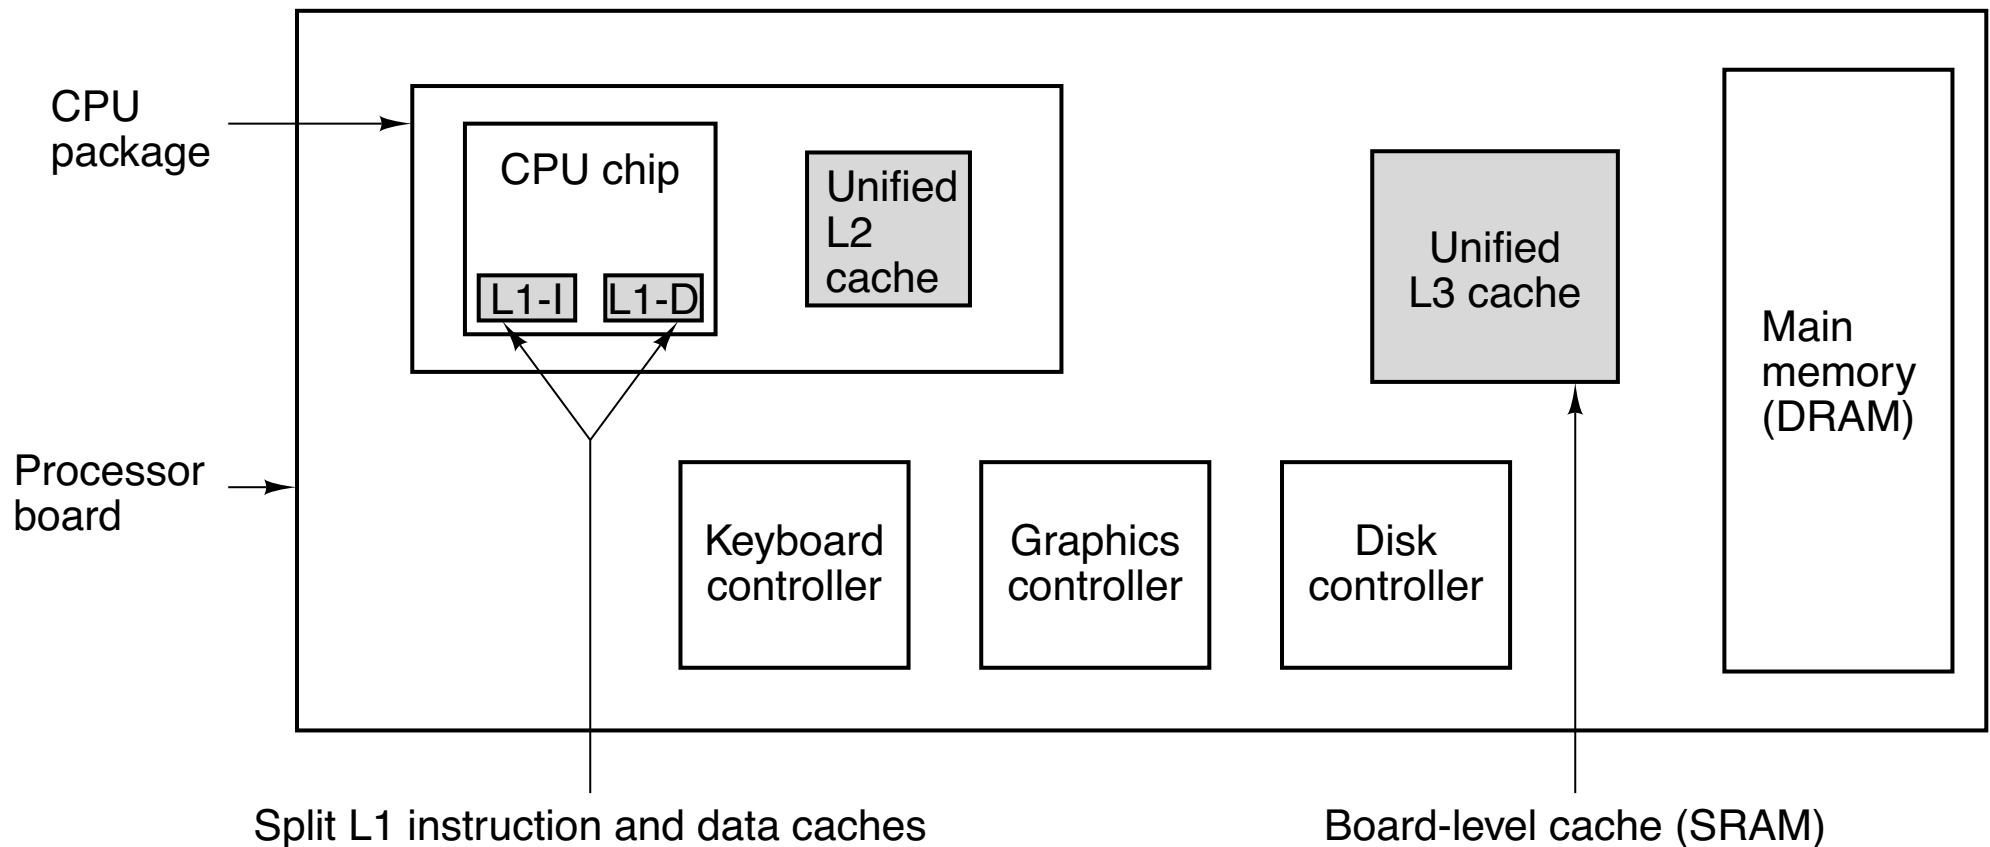 CPU
package
CPU chip
L1-I
L1-D
Unified
L2
cache
Unified
L3 cache
Main
memory
(DRAM)
Processor
board
Keyboard
controller
Graphics
controller
Disk
controller
Split L1 instruction and data caches
Board-level cache (SRAM)